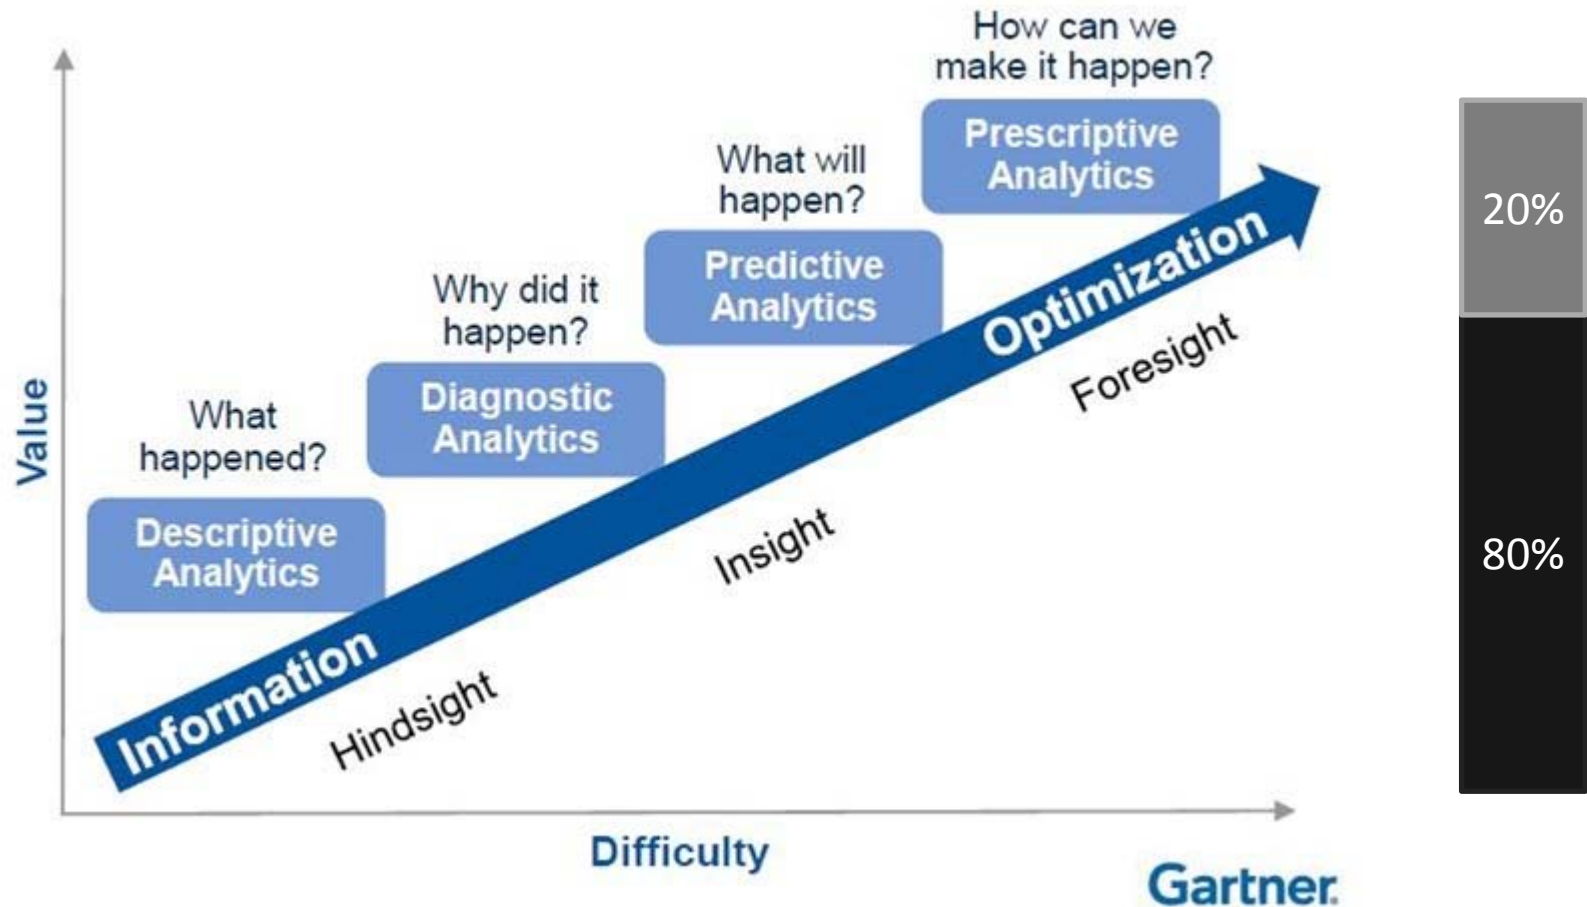 How can we
make it happen?
Prescriptive
Analytics
What will
happen?
Predictive
Analytics
Why did it
happen?
Diagnostic
Analytics
What
happened?
Descriptive
Analytics
Value
Information
Optimization
Hindsight
Insight
Foresight
Difficulty
Gartner.
20%
80%